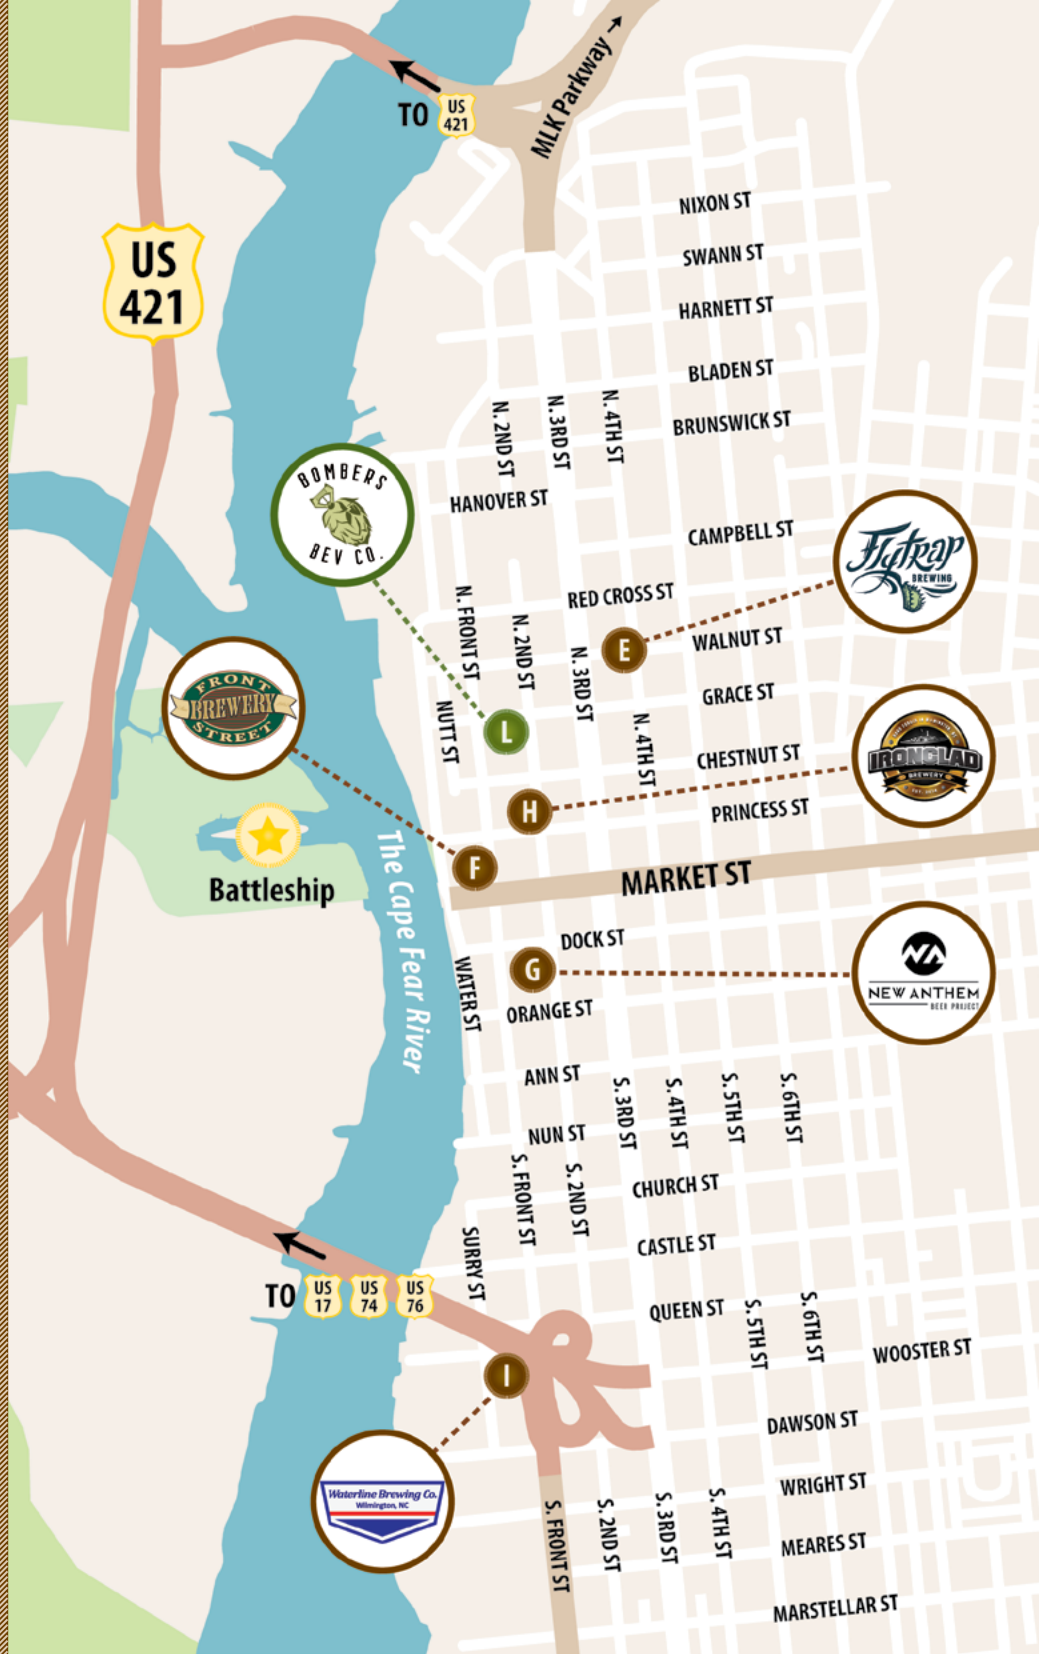 MLK Parkway
TO
US
421
NIXON ST
US
421
SWANN ST
HARNETT ST
BLADEN ST
N. 2ND ST
N. 3RD ST
N. 4TH ST
BRUNSWICK ST
BOMBERS
BEV CO.
HANOVER ST
CAMPBELL ST
Flytrap
BREWING
N. FRONT ST
N. 2ND ST
RED CROSS ST
E
WALNUT ST
N. 3RD ST
FRONT
BREWERY
STREET
GRACE ST
NUTT ST
L
N. 4TH ST
CHESTNUT ST
IRONCLAD
BREWERY
H
PRINCESS ST
Battleship
The Cape Fear River
F
MARKET ST
DOCK ST
G
NEW ANTHEM
BEER PROJECT
WATER ST
ORANGE ST
ANN ST
S. 3RD ST
S. 4TH ST
S. 5TH ST
S. 6TH ST
NUN ST
S. FRONT ST
S. 2ND ST
CHURCH ST
SURRY ST
CASTLE ST
TO
US
17
US
74
US
76
QUEEN ST
S. 5TH ST
S. 6TH ST
WOOSTER ST
I
DAWSON ST
Waterline Brewing Co.
Wilmington, NC
WRIGHT ST
S. FRONT ST
S. 2ND ST
S. 3RD ST
S. 4TH ST
MEARES ST
MARSTELLAR ST